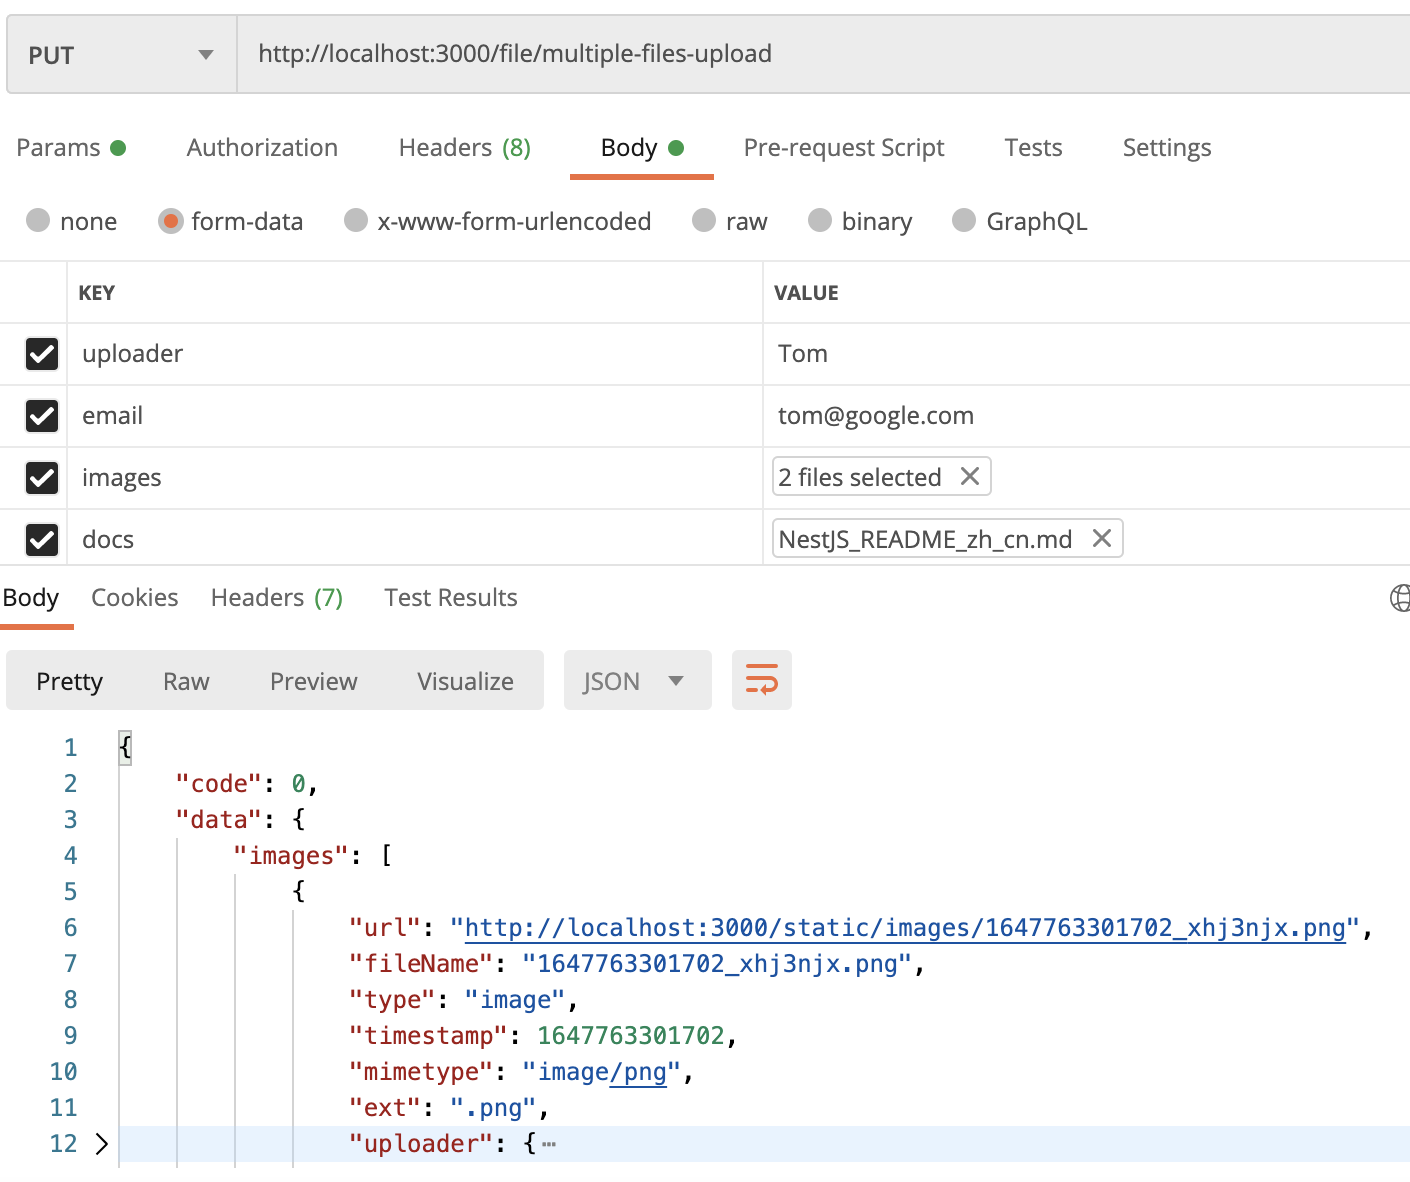 PUT http://localhost:3000/file/multiple-files-upload
Params Authorization Headers (8) Body Pre-request Script Tests Settings
none form-data x-www-form-urlencoded raw binary GraphQL
KEY VALUE
uploader Tom
email tom@google.com
images 2 files selected
docs NestJS_README_zh_cn.md
Body Cookies Headers (7) Test Results
Pretty Raw Preview Visualize JSON
1 {
2 "code": 0,
3 "data": {
4 "images": [
5 {
6 "url": "http://localhost:3000/static/images/1647763301702_xhj3njx.png",
7 "fileName": "1647763301702_xhj3njx.png",
8 "type": "image",
9 "timestamp": 1647763301702,
10 "mimetype": "image/png",
11 "ext": ".png",
12 "uploader": {…